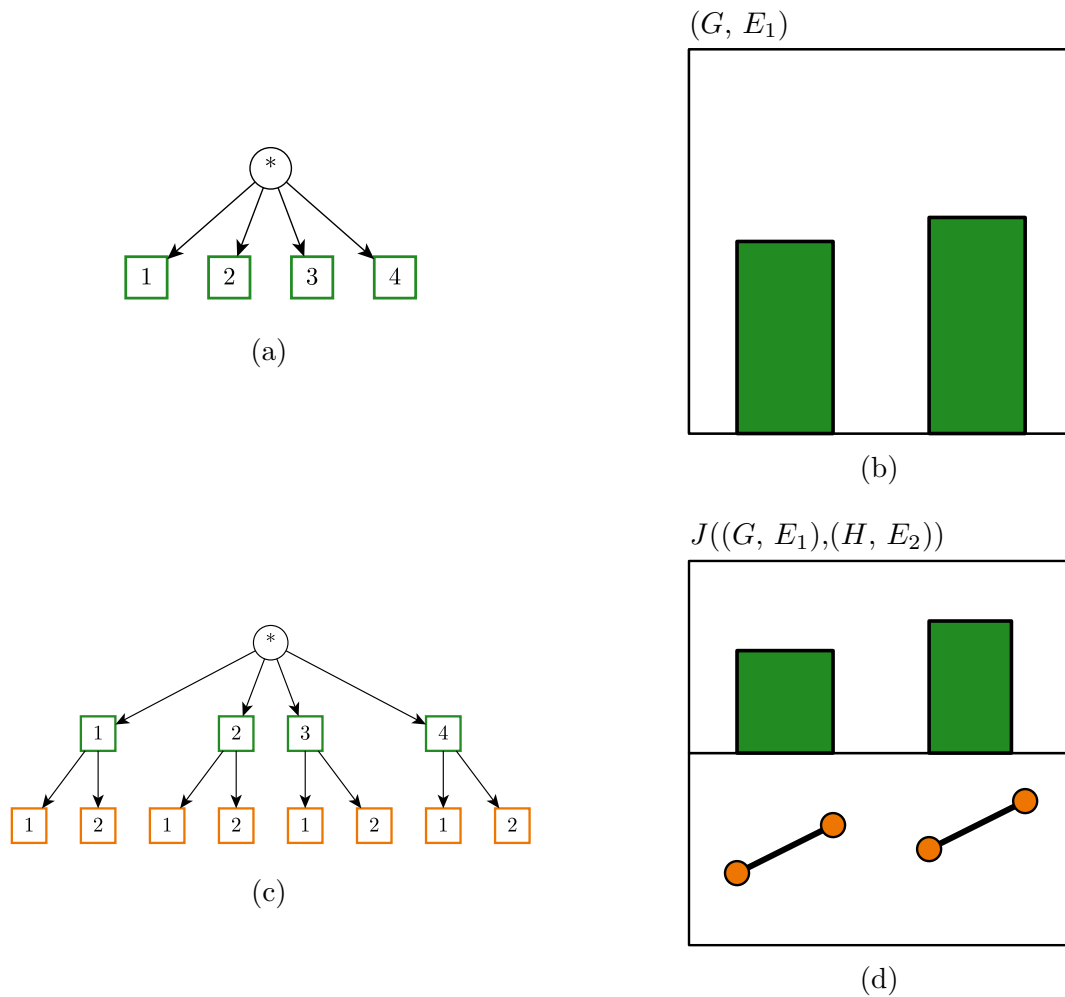 (G, E₁)
*
1 2 3 4
(a)
(b)
J((G, E₁),(H, E₂))
*
1 2 3 4
1 2 1 2 1 2 1 2
(c)
(d)